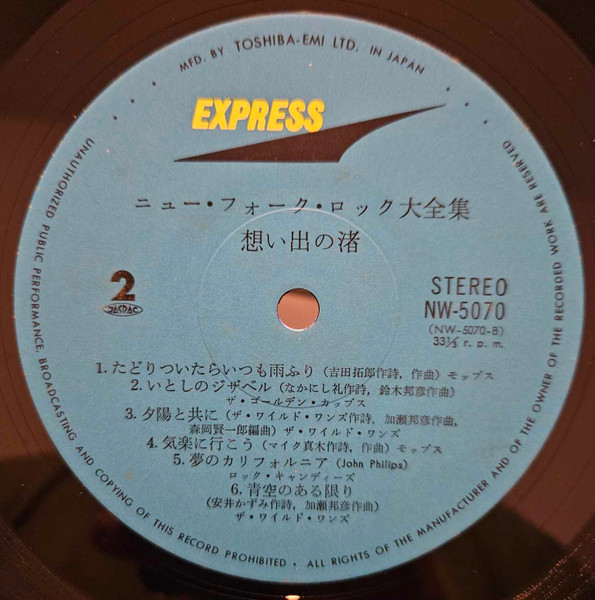 MFD. BY TOSHIBA-EMI LTD. IN JAPAN
EXPRESS
ニュー・フォーク・ロック大全集
想い出の渚
2
JASRAC
STEREO
NW-5070
(NW-5070-B)
33⅓ r. p. m.
1. たどりついたらいつも雨ふり (吉田拓郎作詩, 作曲) モップス
2. いとしのジザベル (なかにし礼作詩, 鈴木邦彦作曲)
ザ・ゴールデン・カップス
3. 夕陽と共に (ザ・ワイルド・ワンズ作詩, 加瀬邦彦作曲,
森岡賢一郎編曲) ザ・ワイルド・ワンズ
4. 気楽に行こう (マイク真木作詩, 作曲) モップス
5. 夢のカリフォルニア (John Philips)
ロック・キャンディーズ
6. 青空のある限り
(安井かずみ作詩, 加瀬邦彦作曲)
ザ・ワイルド・ワンズ
UNAUTHORIZED PUBLIC PERFORMANCE, BROADCASTING AND COPYING OF THIS RECORD PROHIBITED • ALL RIGHTS OF THE MANUFACTURER AND OF THE OWNER OF THE RECORDED WORK ARE RESERVED